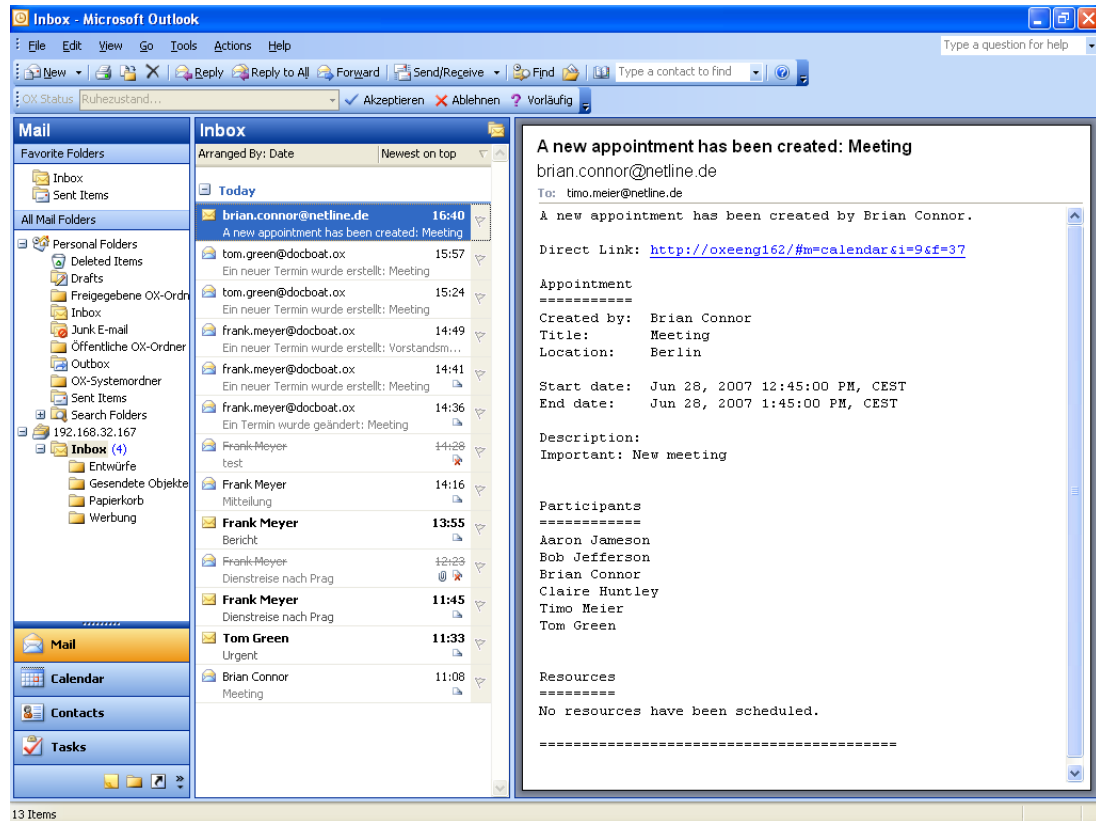 Inbox - Microsoft Outlook
File Edit View Go Tools Actions Help
Type a question for help
New Reply Reply to All Forward Send/Receive Find Type a contact to find
OX Status Ruhezustand... Akzeptieren Ablehnen Vorläufig
Mail
Favorite Folders
Inbox
Sent Items
All Mail Folders
Personal Folders
Deleted Items
Drafts
Freigegebene OX-Ordn
Inbox
Junk E-mail
Öffentliche OX-Ordner
Outbox
OX-Systemordner
Sent Items
Search Folders
192.168.32.167
Inbox (4)
Entwürfe
Gesendete Objekte
Papierkorb
Werbung
Mail
Calendar
Contacts
Tasks
Inbox
Arranged By: Date Newest on top
Today
brian.connor@netline.de 16:40
A new appointment has been created: Meeting
tom.green@docboat.ox 15:57
Ein neuer Termin wurde erstellt: Meeting
tom.green@docboat.ox 15:24
Ein neuer Termin wurde erstellt: Meeting
frank.meyer@docboat.ox 14:49
Ein neuer Termin wurde erstellt: Vorstandsm...
frank.meyer@docboat.ox 14:41
Ein neuer Termin wurde erstellt: Meeting
frank.meyer@docboat.ox 14:36
Ein Termin wurde geändert: Meeting
Frank Meyer 14:28
test
Frank Meyer 14:16
Mitteilung
Frank Meyer 13:55
Bericht
Frank Meyer 12:23
Dienstreise nach Prag
Frank Meyer 11:45
Dienstreise nach Prag
Tom Green 11:33
Urgent
Brian Connor 11:08
Meeting
A new appointment has been created: Meeting
brian.connor@netline.de
To: timo.meier@netline.de
A new appointment has been created by Brian Connor.
Direct Link: http://oxeeng162/#m=calendar&i=9&f=37
Appointment
===========
Created by: Brian Connor
Title: Meeting
Location: Berlin
Start date: Jun 28, 2007 12:45:00 PM, CEST
End date: Jun 28, 2007 1:45:00 PM, CEST
Description:
Important: New meeting
Participants
============
Aaron Jameson
Bob Jefferson
Brian Connor
Claire Huntley
Timo Meier
Tom Green
Resources
=========
No resources have been scheduled.
==========================================
13 Items